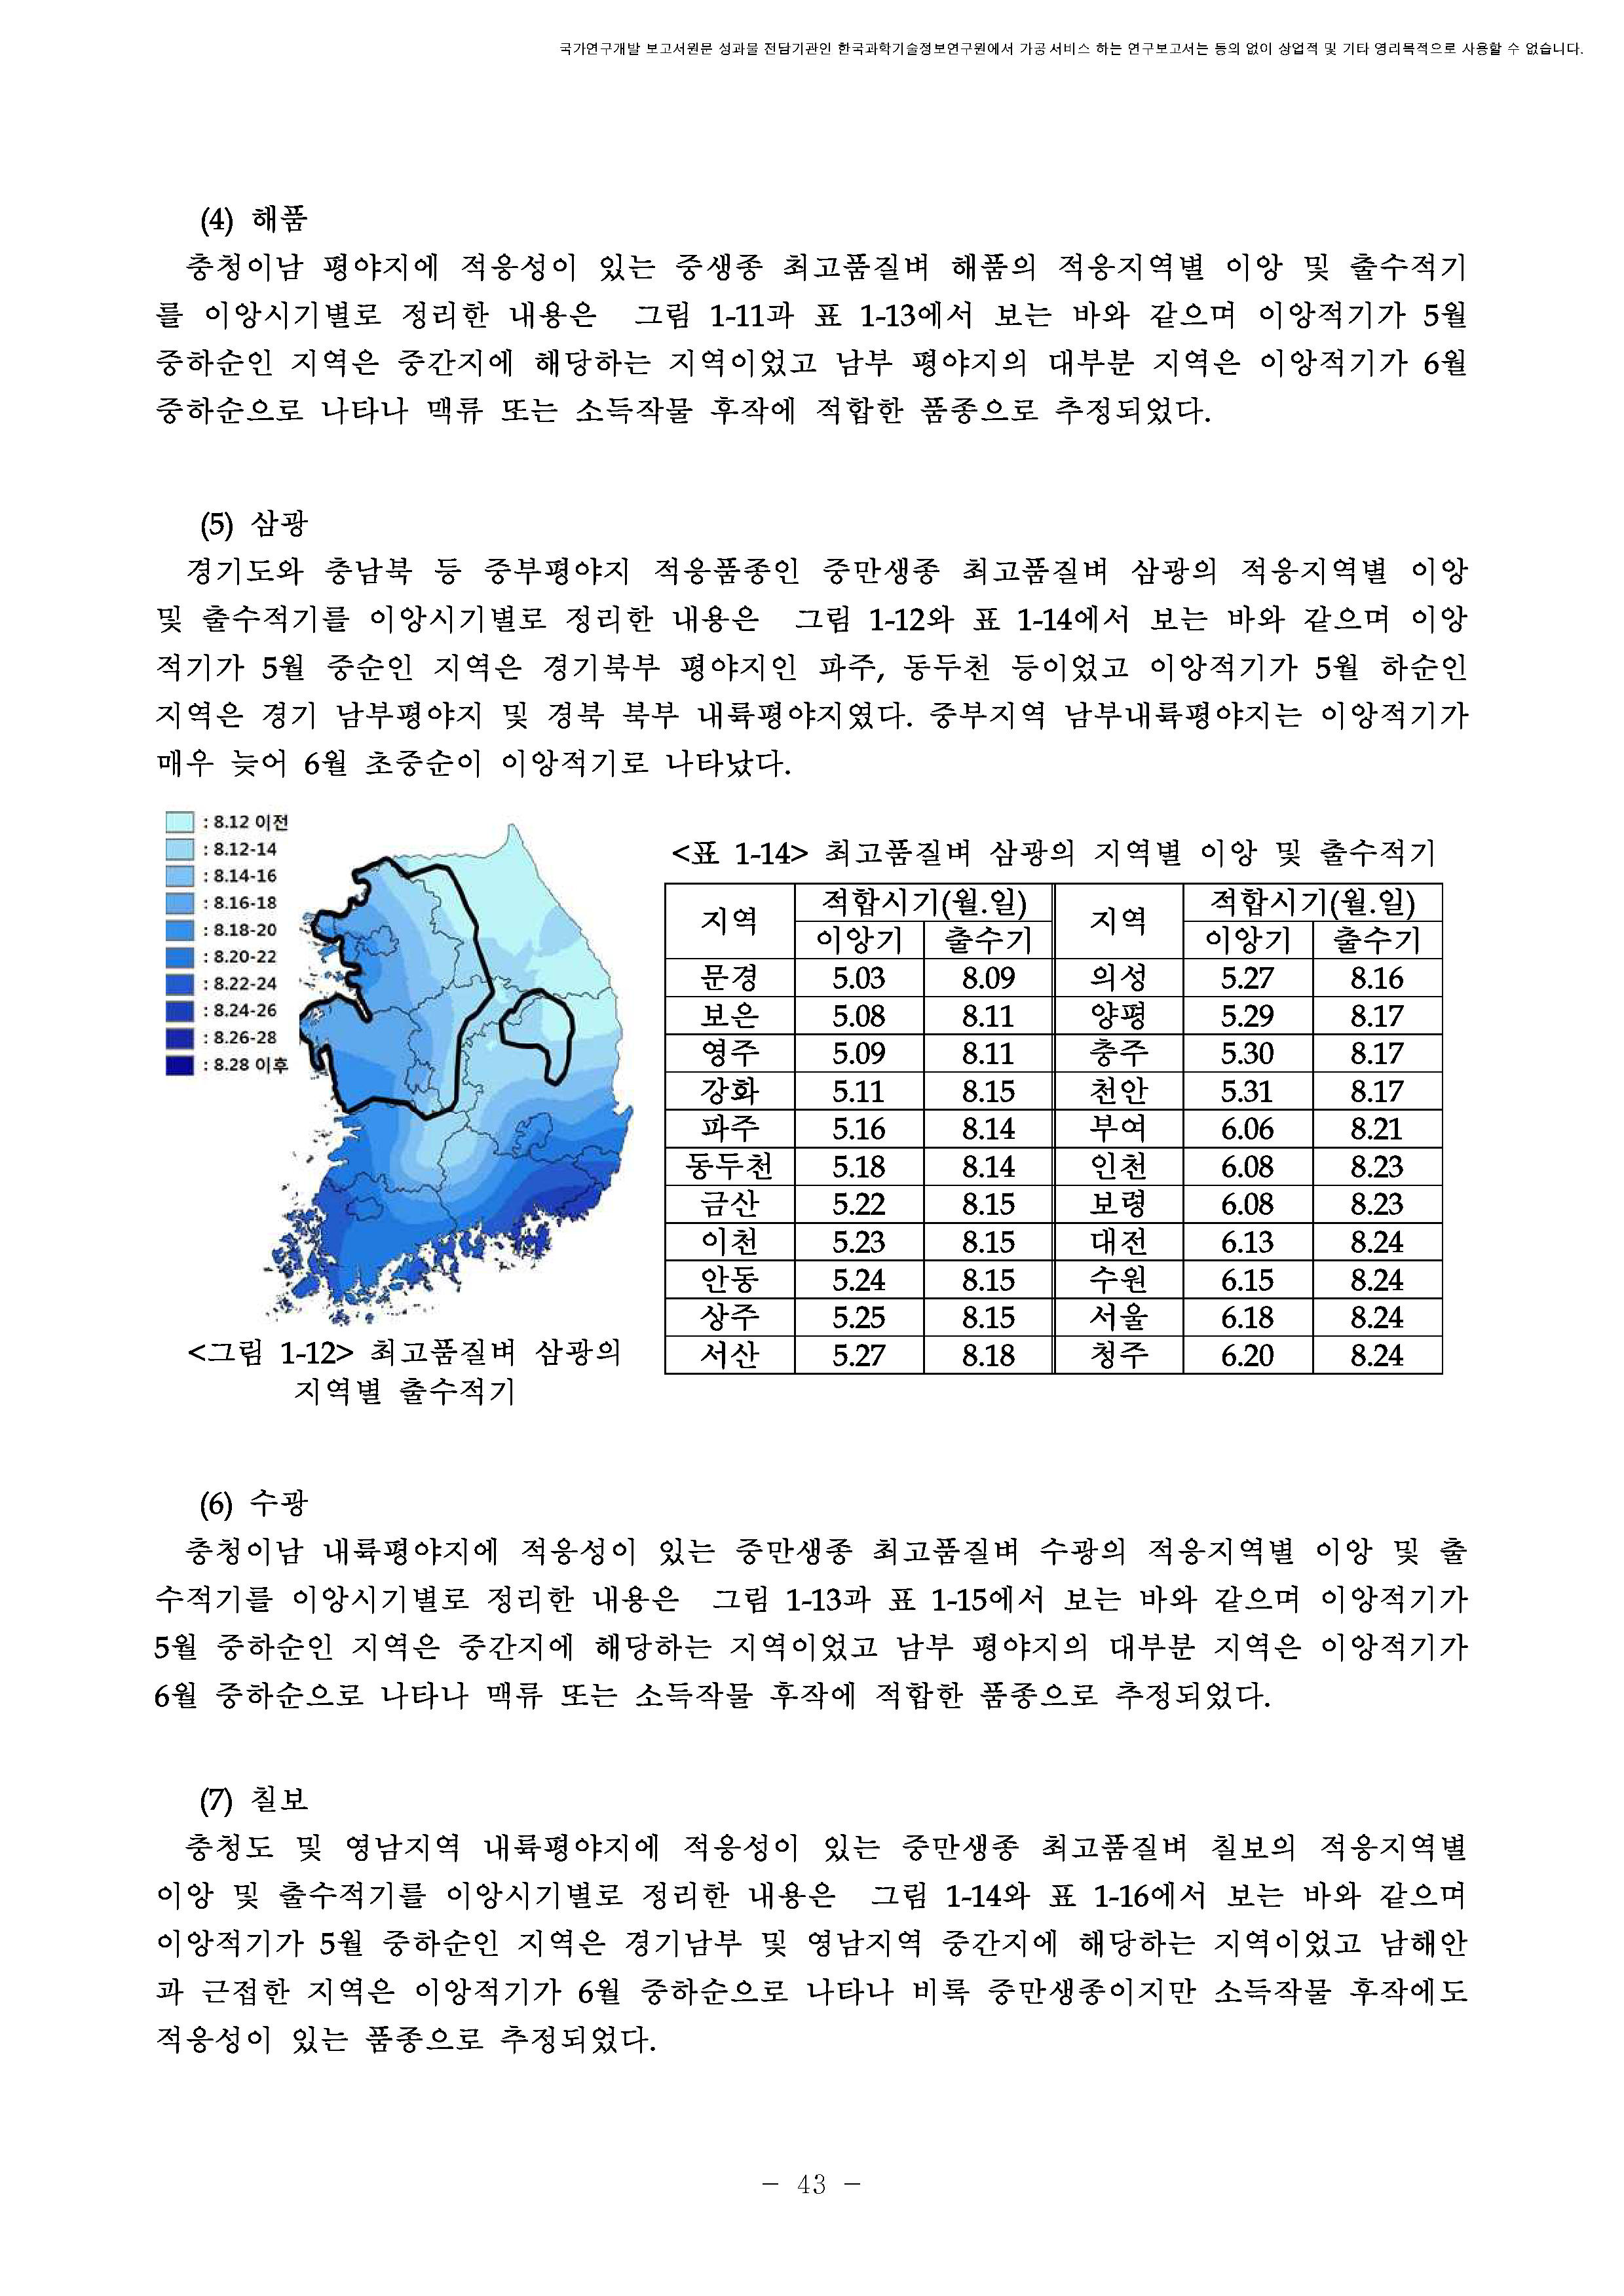 국가연구개발 보고서원문 성과물 전담기관인 한국과학기술정보연구원에서 가공·서비스 하는 연구보고서는 동의 없이 상업적 및 기타 영리목적으로 사용할 수 없습니다.
(4) 해품
충청이남 평야지에 적응성이 있는 중생종 최고품질벼 해품의 적응지역별 이앙 및 출수적기
를 이앙시기별로 정리한 내용은 그림 1-11과 표 1-13에서 보는 바와 같으며 이앙적기가 5월
중하순인 지역은 중간지에 해당하는 지역이었고 남부 평야지의 대부분 지역은 이앙적기가 6월
중하순으로 나타나 맥류 또는 소득작물 후작에 적합한 품종으로 추정되었다.
(5) 삼광
경기도와 충남북 등 중부평야지 적응품종인 중만생종 최고품질벼 삼광의 적응지역별 이앙
및 출수적기를 이앙시기별로 정리한 내용은 그림 1-12와 표 1-14에서 보는 바와 같으며 이앙
적기가 5월 중순인 지역은 경기북부 평야지인 파주, 동두천 등이었고 이앙적기가 5월 하순인
지역은 경기 남부평야지 및 경북 북부 내륙평야지였다. 중부지역 남부내륙평야지는 이앙적기가
매우 늦어 6월 초중순이 이앙적기로 나타났다.
: 8.12 이전
: 8.12-14
: 8.14-16
: 8.16-18
: 8.18-20
: 8.20-22
: 8.22-24
: 8.24-26
: 8.26-28
: 8.28 이후
<그림 1-12> 최고품질벼 삼광의
지역별 출수적기
<표 1-14> 최고품질벼 삼광의 지역별 이앙 및 출수적기
지역 적합시기(월.일) 지역 적합시기(월.일)
이앙기 출수기 이앙기 출수기
문경 5.03 8.09 의성 5.27 8.16
보은 5.08 8.11 양평 5.29 8.17
영주 5.09 8.11 충주 5.30 8.17
강화 5.11 8.15 천안 5.31 8.17
파주 5.16 8.14 부여 6.06 8.21
동두천 5.18 8.14 인천 6.08 8.23
금산 5.22 8.15 보령 6.08 8.23
이천 5.23 8.15 대전 6.13 8.24
안동 5.24 8.15 수원 6.15 8.24
상주 5.25 8.15 서울 6.18 8.24
서산 5.27 8.18 청주 6.20 8.24
(6) 수광
충청이남 내륙평야지에 적응성이 있는 중만생종 최고품질벼 수광의 적응지역별 이앙 및 출
수적기를 이앙시기별로 정리한 내용은 그림 1-13과 표 1-15에서 보는 바와 같으며 이앙적기가
5월 중하순인 지역은 중간지에 해당하는 지역이었고 남부 평야지의 대부분 지역은 이앙적기가
6월 중하순으로 나타나 맥류 또는 소득작물 후작에 적합한 품종으로 추정되었다.
(7) 칠보
충청도 및 영남지역 내륙평야지에 적응성이 있는 중만생종 최고품질벼 칠보의 적응지역별
이앙 및 출수적기를 이앙시기별로 정리한 내용은 그림 1-14와 표 1-16에서 보는 바와 같으며
이앙적기가 5월 중하순인 지역은 경기남부 및 영남지역 중간지에 해당하는 지역이었고 남해안
과 근접한 지역은 이앙적기가 6월 중하순으로 나타나 비록 중만생종이지만 소득작물 후작에도
적응성이 있는 품종으로 추정되었다.
- 43 -